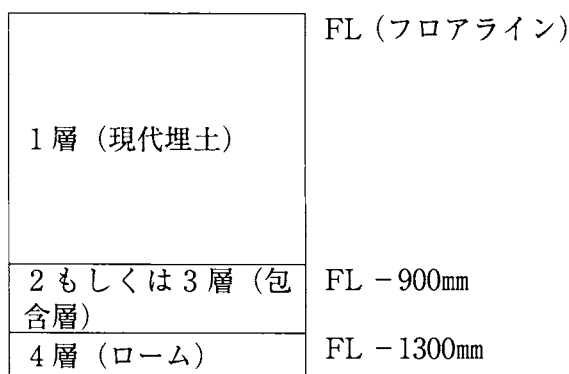 FL (フロアライン)
1層 (現代埋土)
2もしくは3層 (包
含層)
FL －900㎜
4層 (ローム)
FL －1300㎜